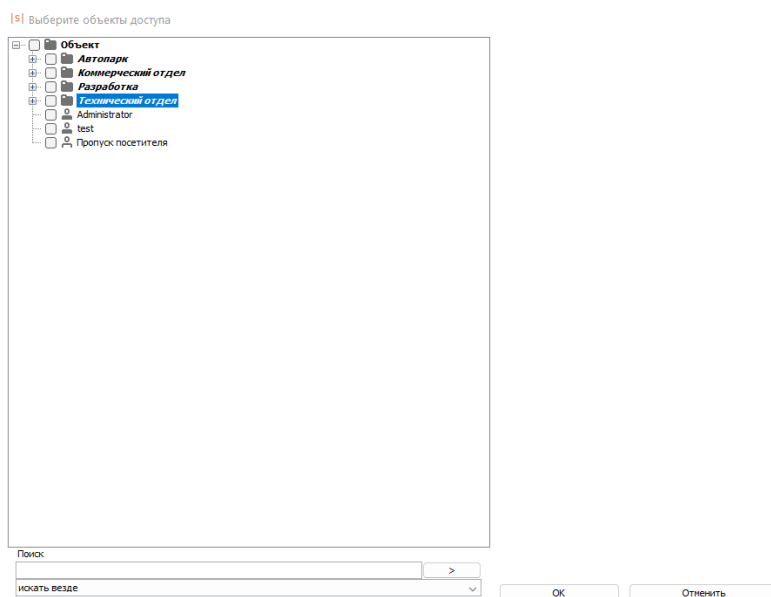 |s| Выберите объекты доступа
Объект
Автопарк
Коммерческий отдел
Разработка
Технический отдел
Administrator
test
Пропуск посетителя
Поиск
>
искать везде
OK
Отменить